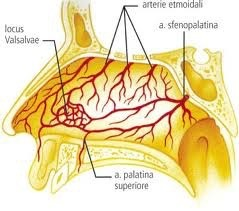 arterie etmoidali
a. sfenopalatina
locus
Valsalvae
a. palatina
superiore